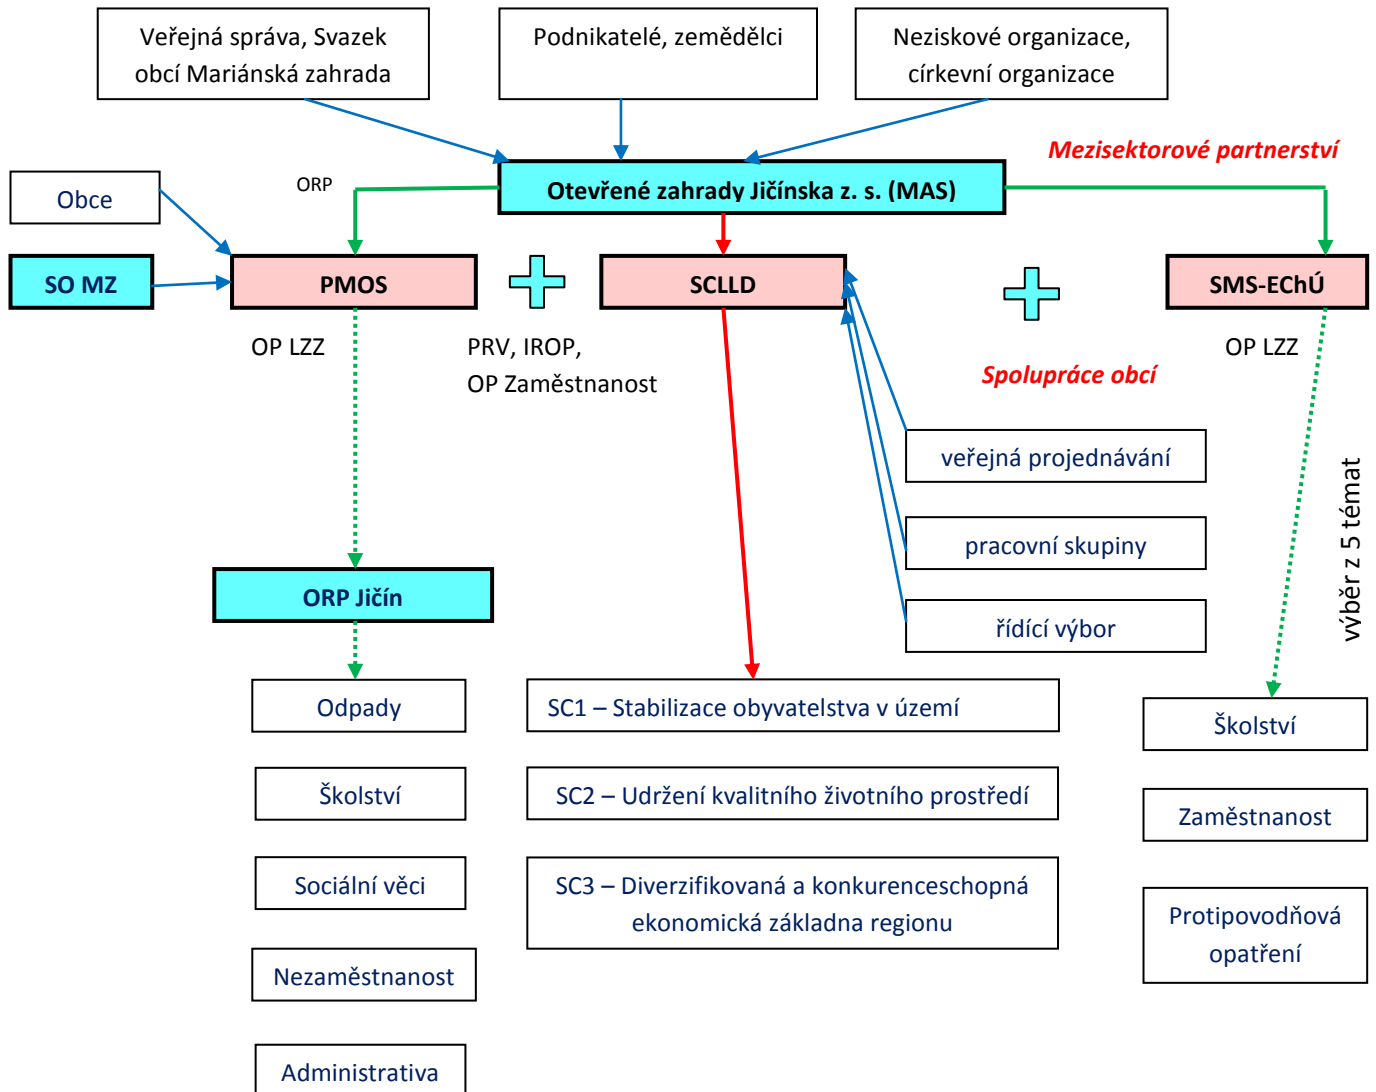 Veřejná správa, Svazek
obcí Mariánská zahrada
Podnikatelé, zemědělci
Neziskové organizace,
církevní organizace
Mezisektorové partnerství
ORP
Otevřené zahrady Jičínska z. s. (MAS)
Obce
SO MZ
PMOS
SCLLD
SMS-EChÚ
OP LZZ
PRV, IROP,
OP Zaměstnanost
OP LZZ
Spolupráce obcí
veřejná projednávání
pracovní skupiny
řídící výbor
výběr z 5 témat
ORP Jičín
Odpady
Školství
Sociální věci
Nezaměstnanost
Administrativa
SC1 – Stabilizace obyvatelstva v území
SC2 – Udržení kvalitního životního prostředí
SC3 – Diverzifikovaná a konkurenceschopná
ekonomická základna regionu
Školství
Zaměstnanost
Protipovodňová
opatření